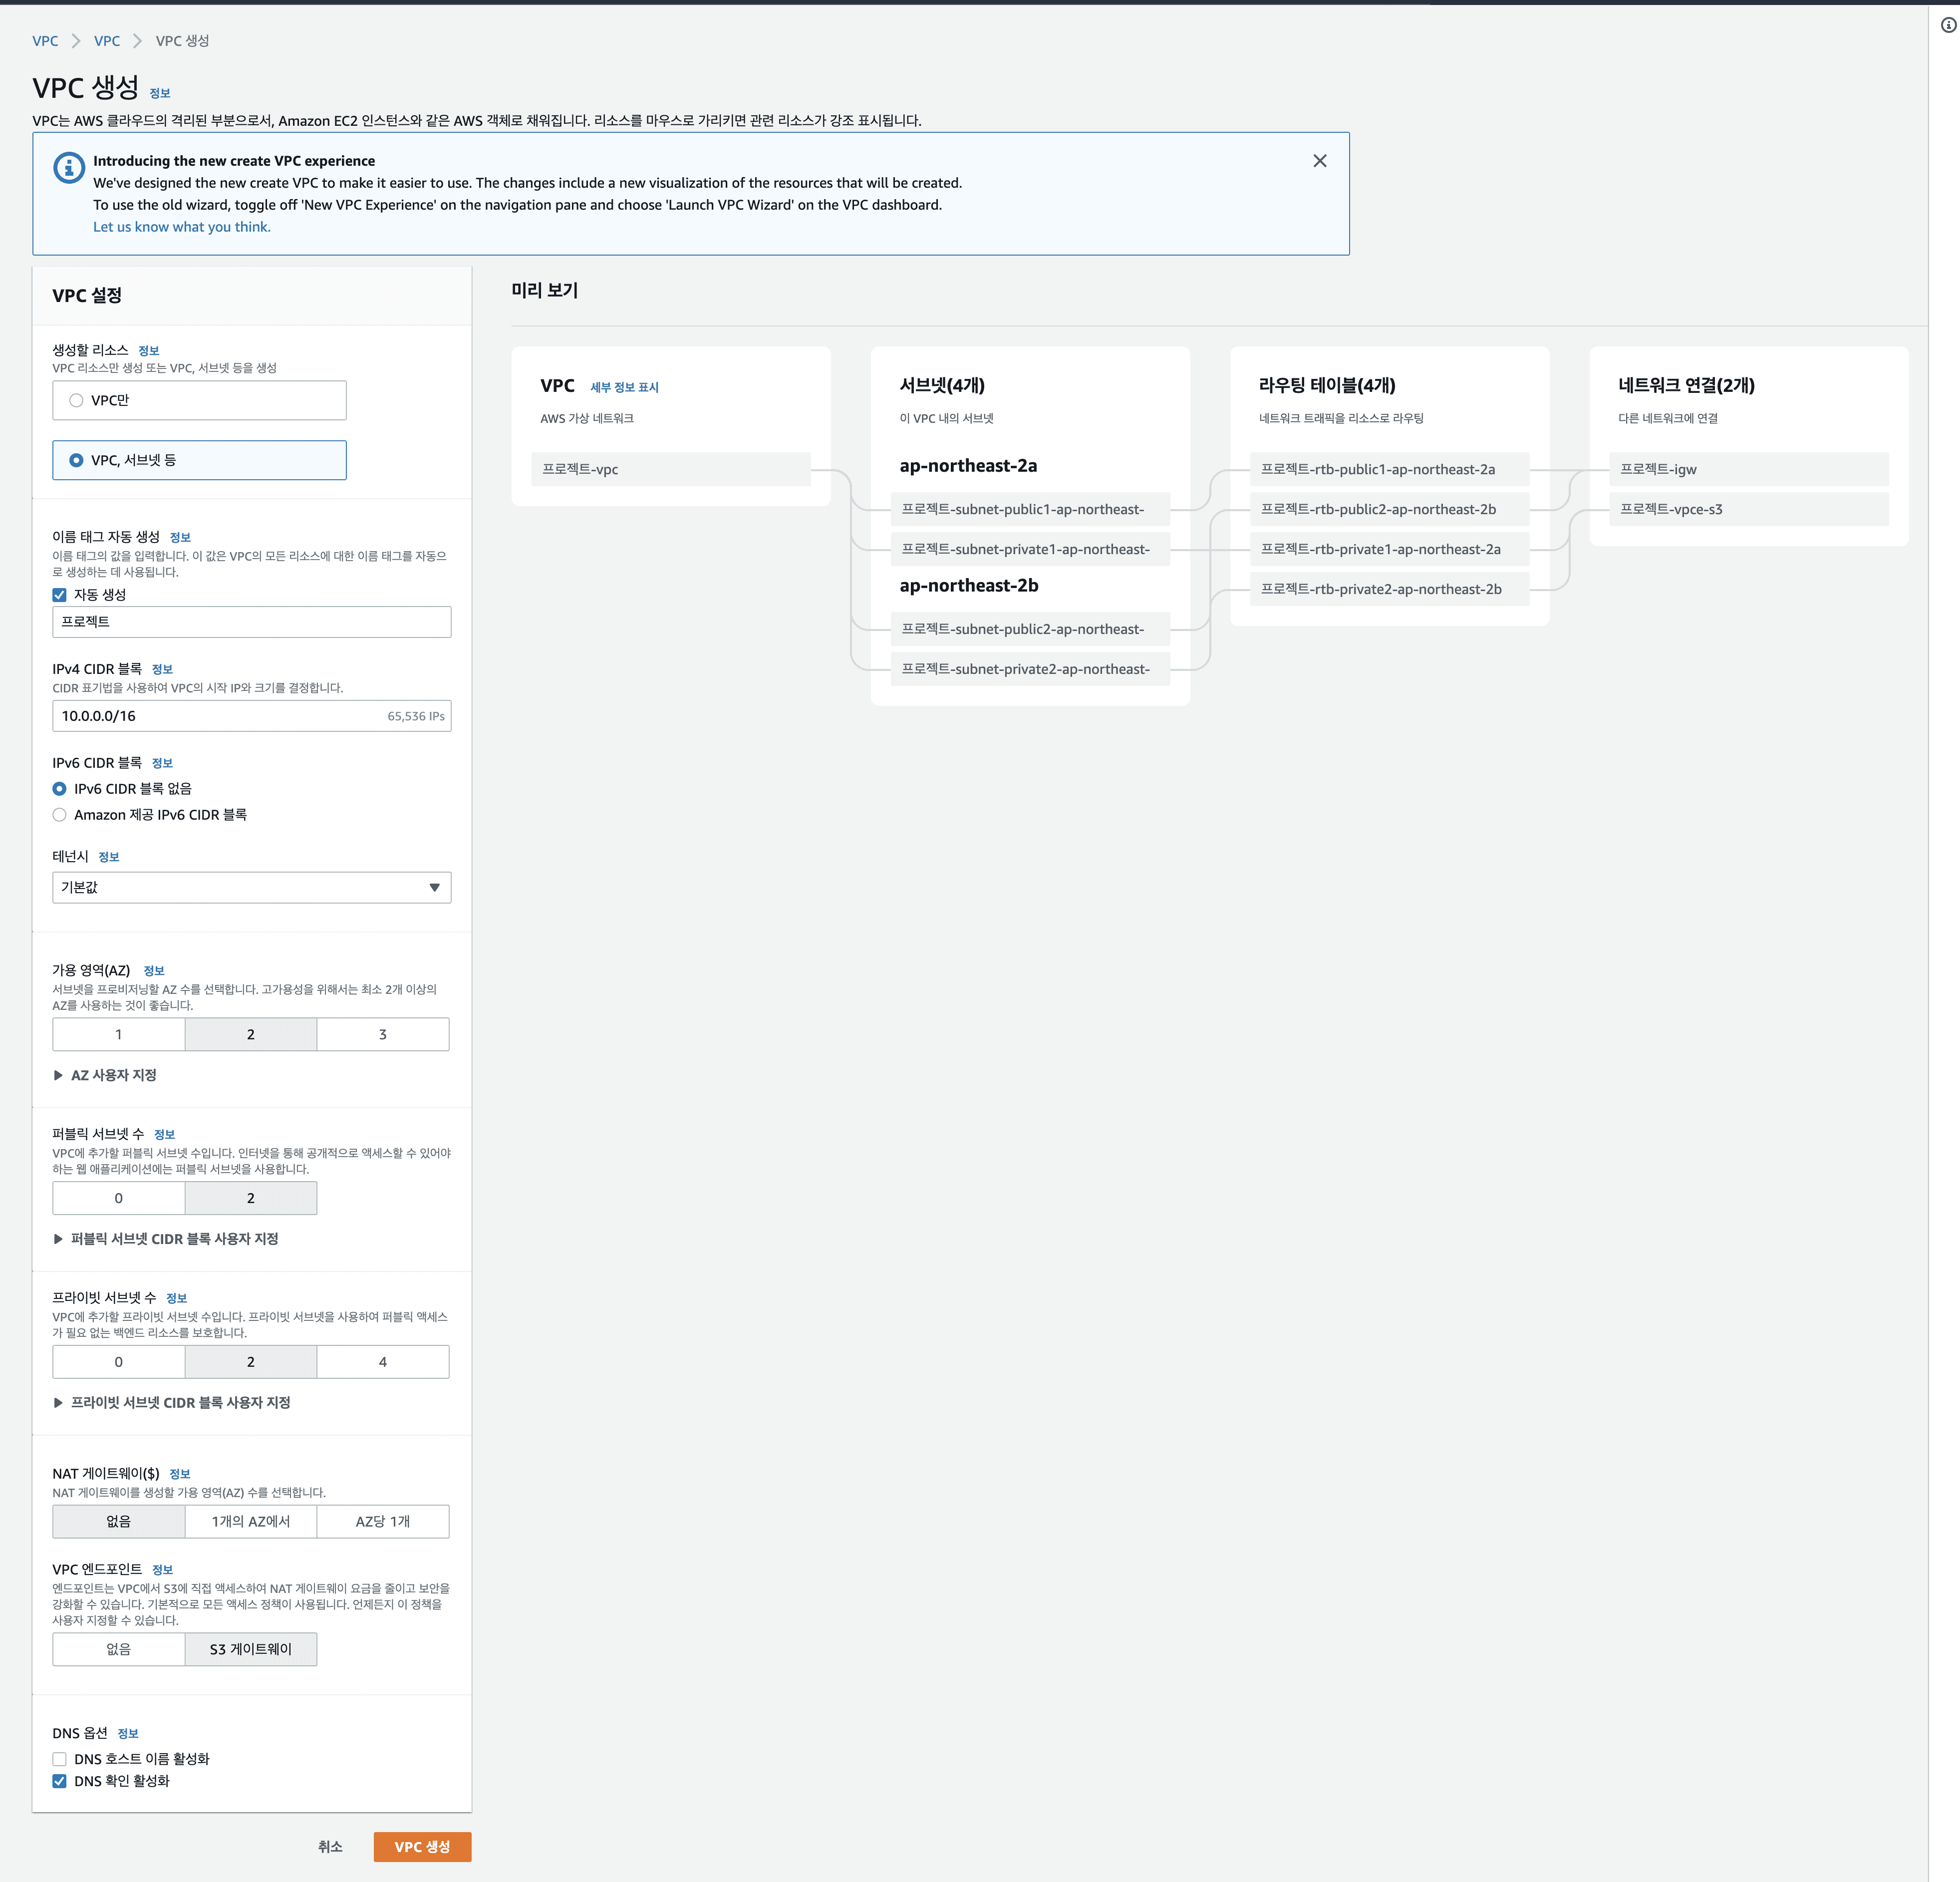 VPC > VPC > VPC 생성
VPC 생성 정보
VPC는 AWS 클라우드의 격리된 부분으로서, Amazon EC2 인스턴스와 같은 AWS 객체로 채워집니다. 리소스를 마우스로 가리키면 관련 리소스가 강조 표시됩니다.
Introducing the new create VPC experience
We've designed the new create VPC to make it easier to use. The changes include a new visualization of the resources that will be created.
To use the old wizard, toggle off 'New VPC Experience' on the navigation pane and choose 'Launch VPC Wizard' on the VPC dashboard.
Let us know what you think.
VPC 설정
생성할 리소스 정보
VPC 리소스만 생성 또는 VPC, 서브넷 등을 생성
VPC만
VPC, 서브넷 등
이름 태그 자동 생성 정보
이름 태그의 값을 입력합니다. 이 값은 VPC의 모든 리소스에 대한 이름 태그를 자동으
로 생성하는 데 사용됩니다.
자동 생성
프로젝트
IPv4 CIDR 블록 정보
CIDR 표기법을 사용하여 VPC의 시작 IP와 크기를 결정합니다.
10.0.0.0/16 65,536 IPs
IPv6 CIDR 블록 정보
IPv6 CIDR 블록 없음
Amazon 제공 IPv6 CIDR 블록
테넌시 정보
기본값
가용 영역(AZ) 정보
서브넷을 프로비저닝할 AZ 수를 선택합니다. 고가용성을 위해서는 최소 2개 이상의
AZ를 사용하는 것이 좋습니다.
1 2 3
AZ 사용자 지정
퍼블릭 서브넷 수 정보
VPC에 추가할 퍼블릭 서브넷 수입니다. 인터넷을 통해 공개적으로 액세스할 수 있어야
하는 웹 애플리케이션에는 퍼블릭 서브넷을 사용합니다.
0 2
퍼블릭 서브넷 CIDR 블록 사용자 지정
프라이빗 서브넷 수 정보
VPC에 추가할 프라이빗 서브넷 수입니다. 프라이빗 서브넷을 사용하여 퍼블릭 액세스
가 필요 없는 백엔드 리소스를 보호합니다.
0 2 4
프라이빗 서브넷 CIDR 블록 사용자 지정
NAT 게이트웨이($) 정보
NAT 게이트웨이를 생성할 가용 영역(AZ) 수를 선택합니다.
없음 1개의 AZ에서 AZ당 1개
VPC 엔드포인트 정보
엔드포인트는 VPC에서 S3에 직접 액세스하여 NAT 게이트웨이 요금을 줄이고 보안을
강화할 수 있습니다. 기본적으로 모든 액세스 정책이 사용됩니다. 언제든지 이 정책을
사용자 지정할 수 있습니다.
없음 S3 게이트웨이
DNS 옵션 정보
DNS 호스트 이름 활성화
DNS 확인 활성화
취소 VPC 생성
미리 보기
VPC 세부 정보 표시
AWS 가상 네트워크
프로젝트-vpc
서브넷(4개)
이 VPC 내의 서브넷
ap-northeast-2a
프로젝트-subnet-public1-ap-northeast-
프로젝트-subnet-private1-ap-northeast-
ap-northeast-2b
프로젝트-subnet-public2-ap-northeast-
프로젝트-subnet-private2-ap-northeast-
라우팅 테이블(4개)
네트워크 트래픽을 리소스로 라우팅
프로젝트-rtb-public1-ap-northeast-2a
프로젝트-rtb-public2-ap-northeast-2b
프로젝트-rtb-private1-ap-northeast-2a
프로젝트-rtb-private2-ap-northeast-2b
네트워크 연결(2개)
다른 네트워크에 연결
프로젝트-igw
프로젝트-vpce-s3